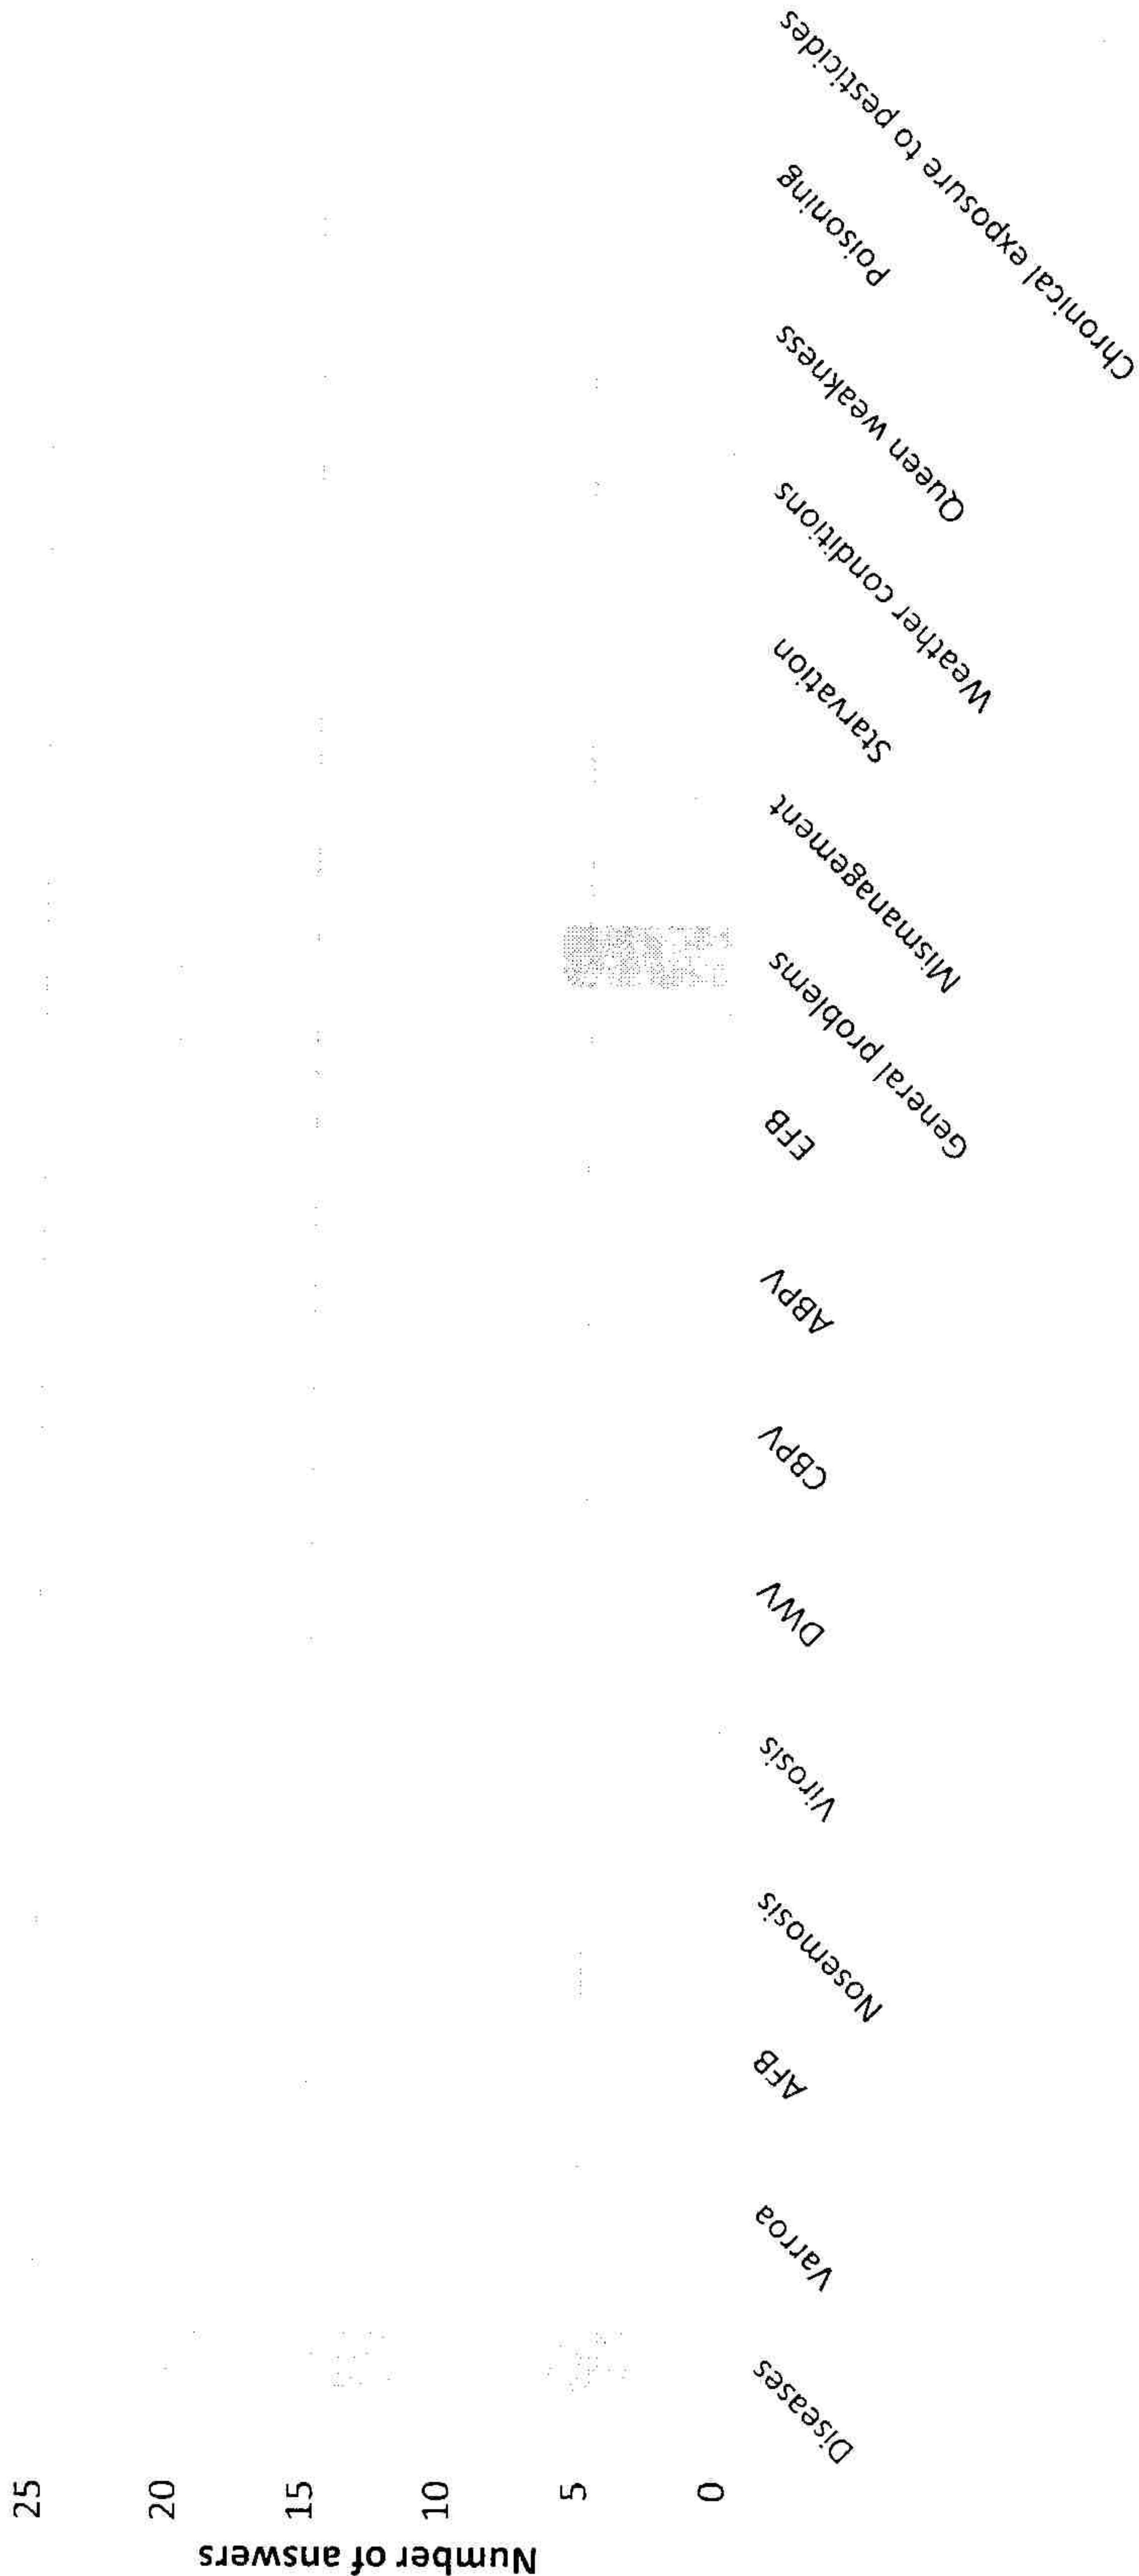 Number of answers
25
20
15
10
5
0
Diseases
Varroa
AFB
Nosemosis
Virosis
DWV
CBPV
ABPV
EFB
General problems
Mismanagement
Starvation
Weather conditions
Queen weakness
Poisoning
Chronical exposure to pesticides